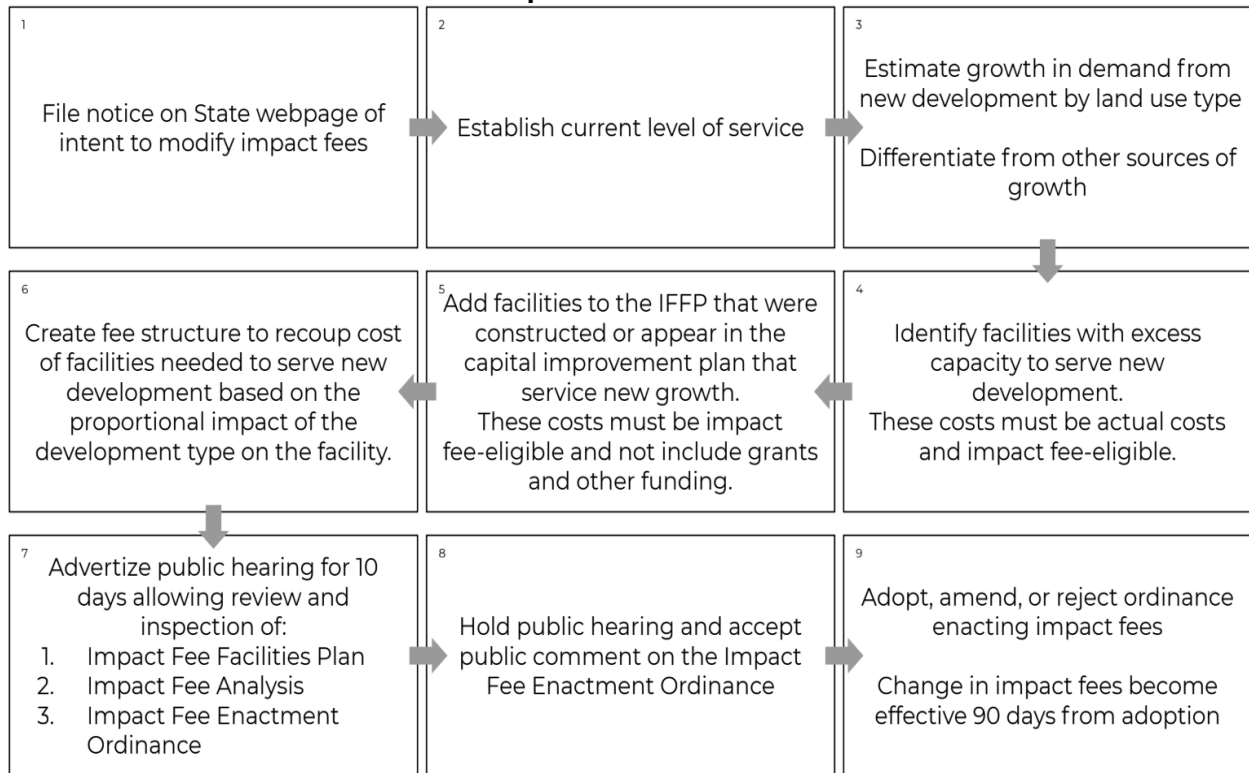 1
File notice on State webpage of
intent to modify impact fees
2
Establish current level of service
3
Estimate growth in demand from
new development by land use type
Differentiate from other sources of
growth
4
Identify facilities with excess
capacity to serve new
development.
These costs must be actual costs
and impact fee-eligible.
5
Add facilities to the IFFP that were
constructed or appear in the
capital improvement plan that
service new growth.
These costs must be impact
fee-eligible and not include grants
and other funding.
6
Create fee structure to recoup cost
of facilities needed to serve new
development based on the
proportional impact of the
development type on the facility.
7
Advertize public hearing for 10
days allowing review and
inspection of:
1. Impact Fee Facilities Plan
2. Impact Fee Analysis
3. Impact Fee Enactment
Ordinance
8
Hold public hearing and accept
public comment on the Impact
Fee Enactment Ordinance
9
Adopt, amend, or reject ordinance
enacting impact fees
Change in impact fees become
effective 90 days from adoption